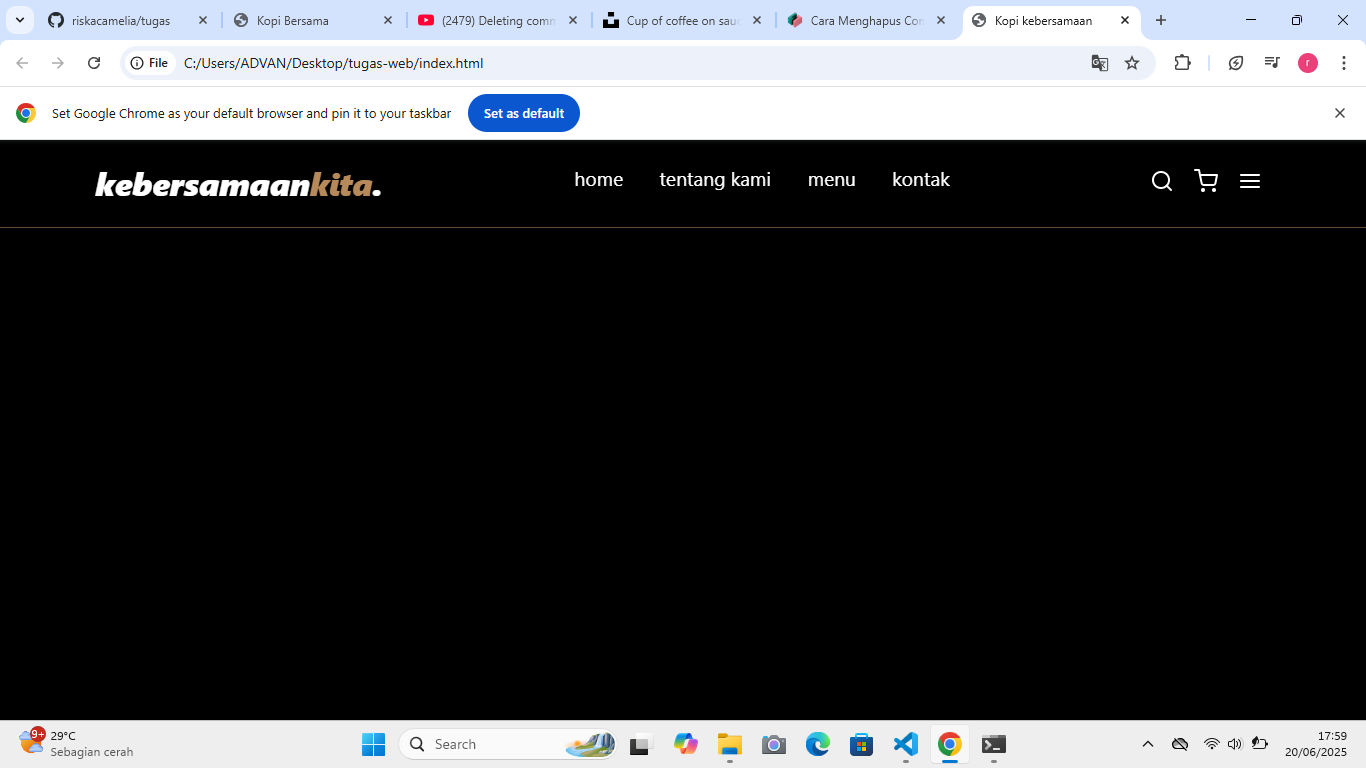 riskacamelia/tugas
Kopi Bersama
(2479) Deleting comm
Cup of coffee on sau
Cara Menghapus Con
Kopi kebersamaan
File
C:/Users/ADVAN/Desktop/tugas-web/index.html
r
Set Google Chrome as your default browser and pin it to your taskbar
Set as default
kebersamaankita.
home
tentang kami
menu
kontak
9+
29°C
Sebagian cerah
Search
17:59
20/06/2025